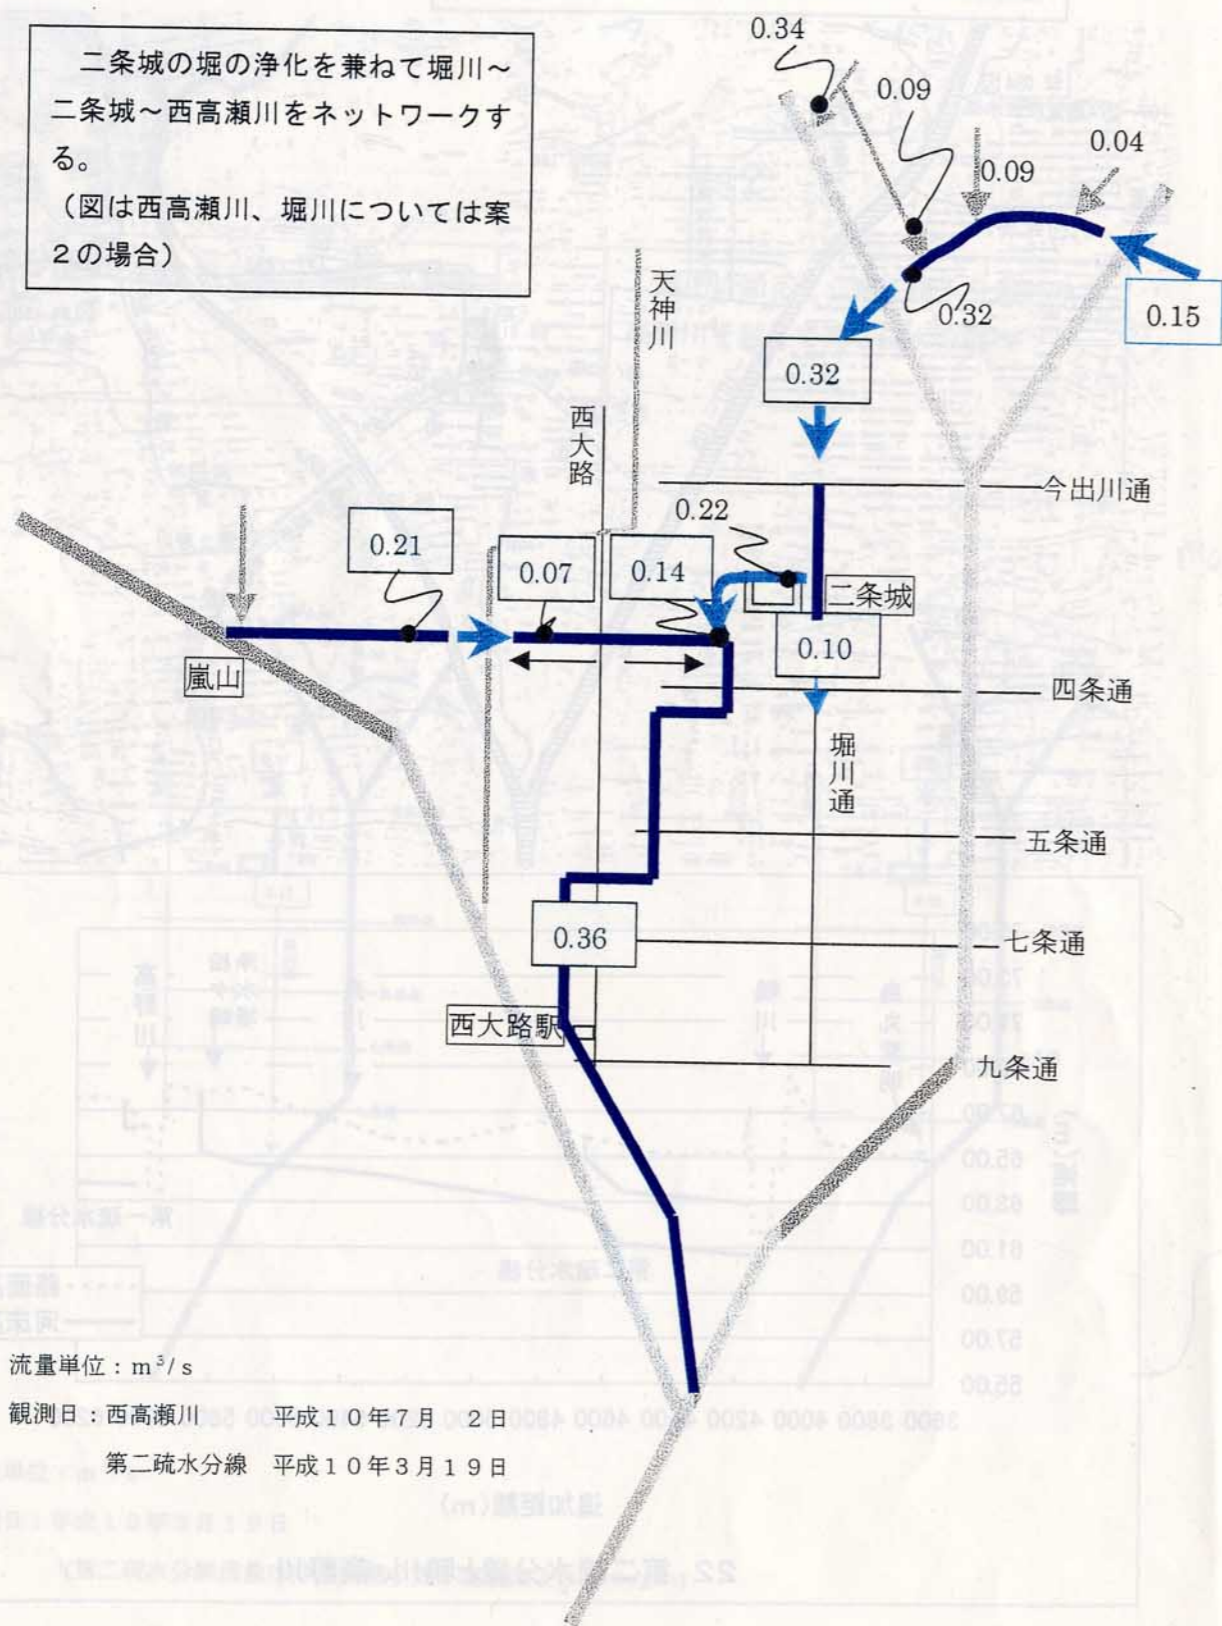 二条城の堀の浄化を兼ねて堀川～
二条城～西高瀬川をネットワークす
る。
（図は西高瀬川、堀川については案
２の場合）
0.34
0.09
0.09
0.04
0.32
0.15
0.32
天神川
西大路
今出川通
0.22
0.21
0.07
0.14
二条城
0.10
嵐山
四条通
堀川通
五条通
0.36
七条通
西大路駅
九条通
流量単位：m³/s
観測日：西高瀬川　平成１０年７月　２日
第二疏水分線　平成１０年３月１９日